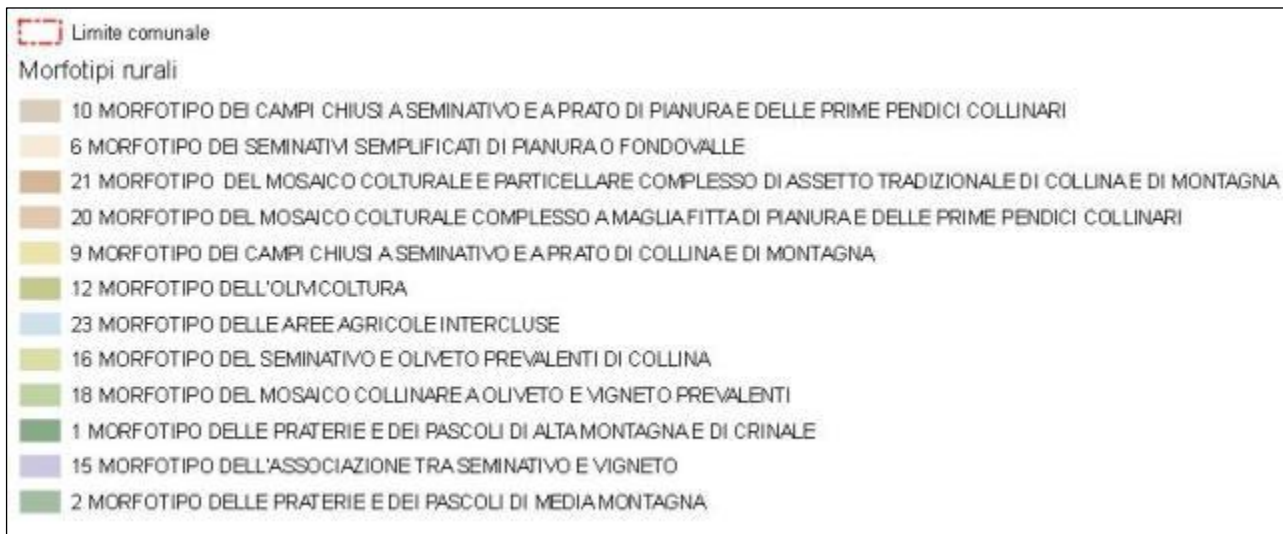 Limite comunale
Morfotipi rurali
10 MORFOTIPO DEI CAMPI CHIUSI A SEMINATIVO E A PRATO DI PIANURA E DELLE PRIME PENDICI COLLINARI
6 MORFOTIPO DEI SEMINATIVI SEMPLIFICATI DI PIANURA O FONDOVALLE
21 MORFOTIPO DEL MOSAICO COLTURALE E PARTICELLARE COMPLESSO DI ASSETTO TRADIZIONALE DI COLLINA E DI MONTAGNA
20 MORFOTIPO DEL MOSAICO COLTURALE COMPLESSO A MAGLIA FITTA DI PIANURA E DELLE PRIME PENDICI COLLINARI
9 MORFOTIPO DEI CAMPI CHIUSI A SEMINATIVO E A PRATO DI COLLINA E DI MONTAGNA
12 MORFOTIPO DELL'OLIVICOLTURA
23 MORFOTIPO DELLE AREE AGRICOLE INTERCLUSE
16 MORFOTIPO DEL SEMINATIVO E OLIVETO PREVALENTI DI COLLINA
18 MORFOTIPO DEL MOSAICO COLLINARE A OLIVETO E VIGNETO PREVALENTI
1 MORFOTIPO DELLE PRATERIE E DEI PASCOLI DI ALTA MONTAGNA E DI CRINALE
15 MORFOTIPO DELL'ASSOCIAZIONE TRA SEMINATIVO E VIGNETO
2 MORFOTIPO DELLE PRATERIE E DEI PASCOLI DI MEDIA MONTAGNA